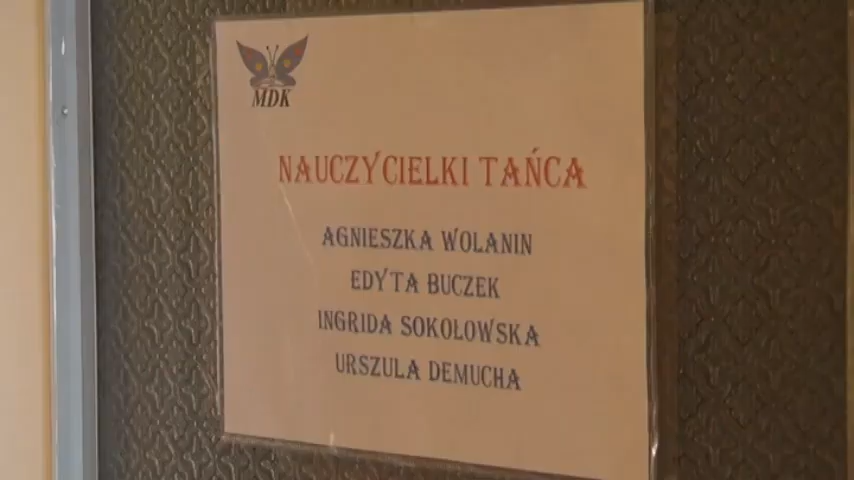 MDK
NAUCZYCIELKI TAŃCA
AGNIESZKA WOLANIN
EDYTA BUCZEK
INGRIDA SOKOŁOWSKA
URSZULA DEMUCHA